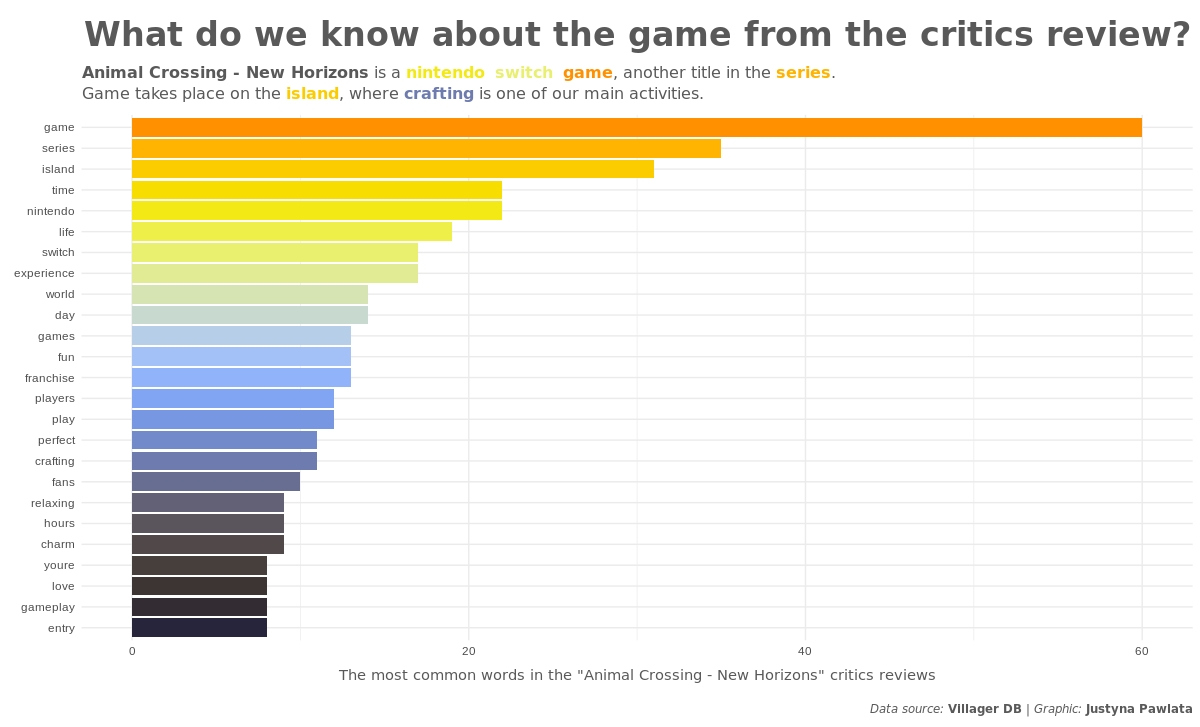 What do we know about the game from the critics review?
Animal Crossing - New Horizons is a nintendo switch game, another title in the series.
Game takes place on the island, where crafting is one of our main activities.
game
series
island
time
nintendo
life
switch
experience
world
day
games
fun
franchise
players
play
perfect
crafting
fans
relaxing
hours
charm
youre
love
gameplay
entry
0 20 40 60
The most common words in the "Animal Crossing - New Horizons" critics reviews
Data source: Villager DB | Graphic: Justyna Pawlata